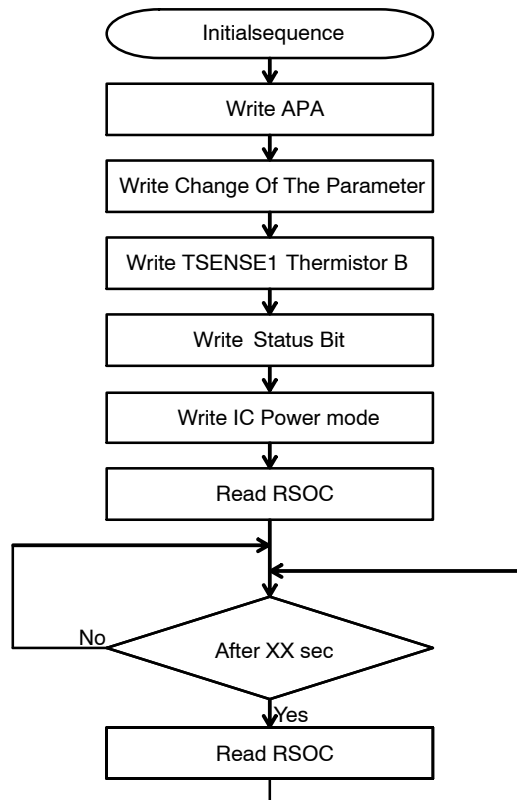 Initialsequence
Write APA
Write Change Of The Parameter
Write TSENSE1 Thermistor B
Write Status Bit
Write IC Power mode
Read RSOC
No
After XX sec
Yes
Read RSOC